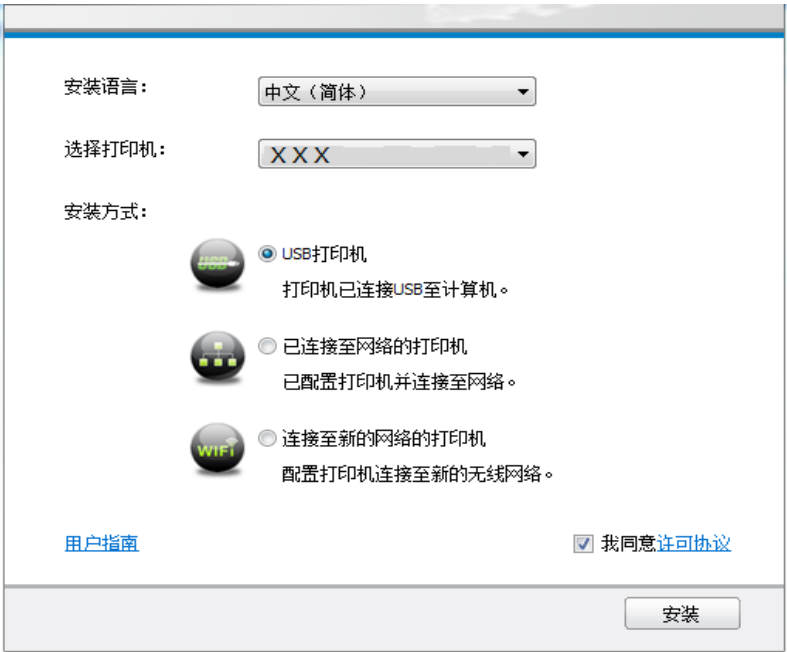 安装语言：
中文（简体）
选择打印机：
XXX
安装方式：
USB
USB打印机
打印机已连接USB至计算机。
已连接至网络的打印机
已配置打印机并连接至网络。
WiFi
连接至新的网络的打印机
配置打印机连接至新的无线网络。
用户指南
我同意许可协议
安装